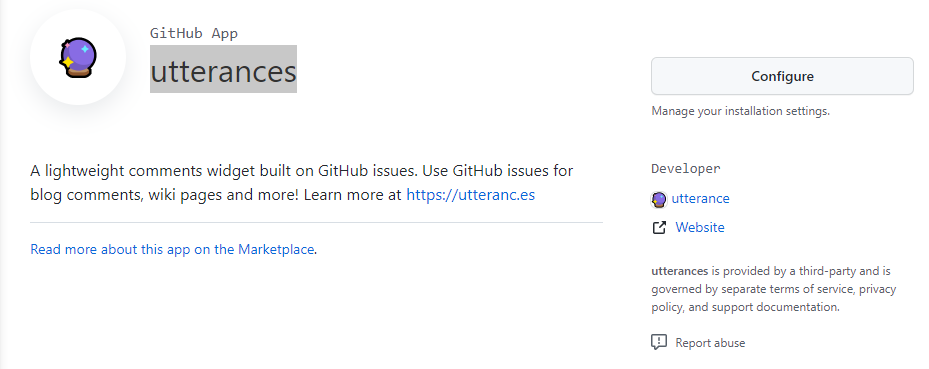 GitHub App
utterances
Configure
Manage your installation settings.
A lightweight comments widget built on GitHub issues. Use GitHub issues for
blog comments, wiki pages and more! Learn more at https://utteranc.es
Read more about this app on the Marketplace.
Developer
utterance
Website
utterances is provided by a third-party and is
governed by separate terms of service, privacy
policy, and support documentation.
Report abuse